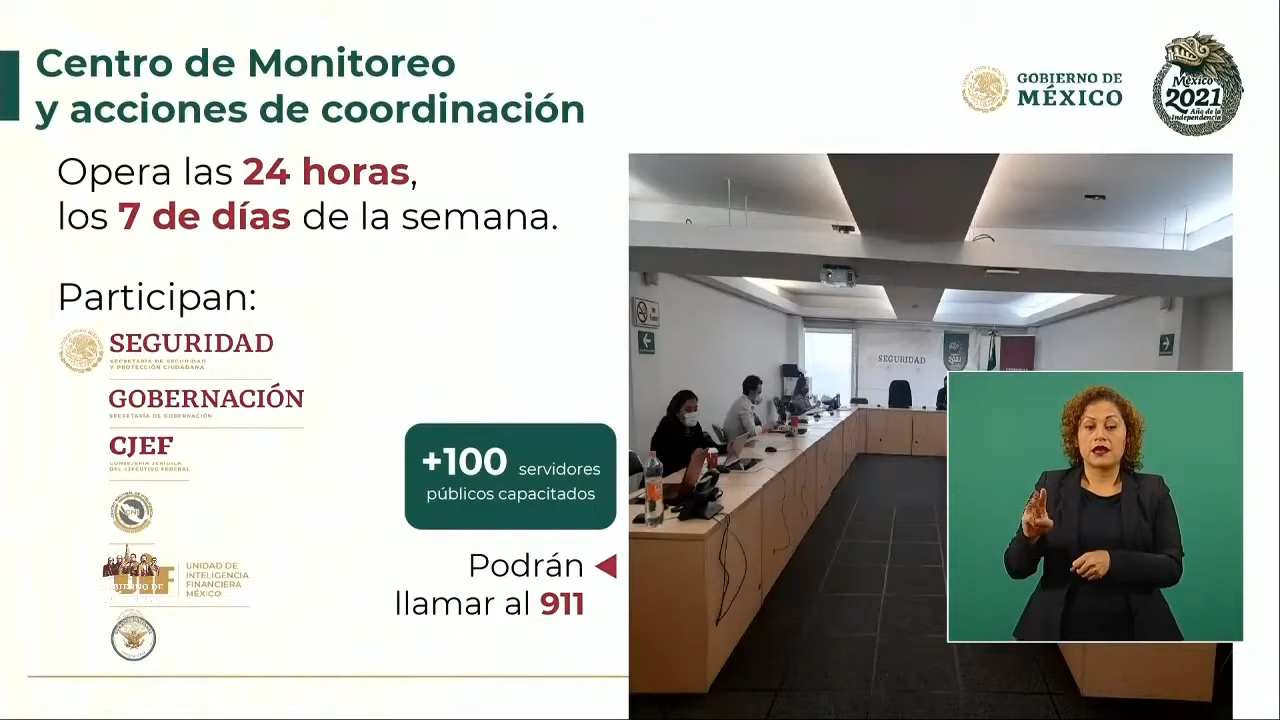 Centro de Monitoreo
y acciones de coordinación
GOBIERNO DE
MÉXICO
México
2021
Año de la
Independencia
Opera las 24 horas,
los 7 de días de la semana.
Participan:
SEGURIDAD
SECRETARÍA DE SEGURIDAD
Y PROTECCIÓN CIUDADANA
GOBERNACIÓN
SECRETARÍA DE GOBERNACIÓN
CJEF
CONSEJERÍA JURÍDICA
DEL EJECUTIVO FEDERAL
CNI
UNIDAD DE
INTELIGENCIA
FINANCIERA
MÉXICO
+100 servidores
públicos capacitados
Podrán
llamar al 911
SEGURIDAD